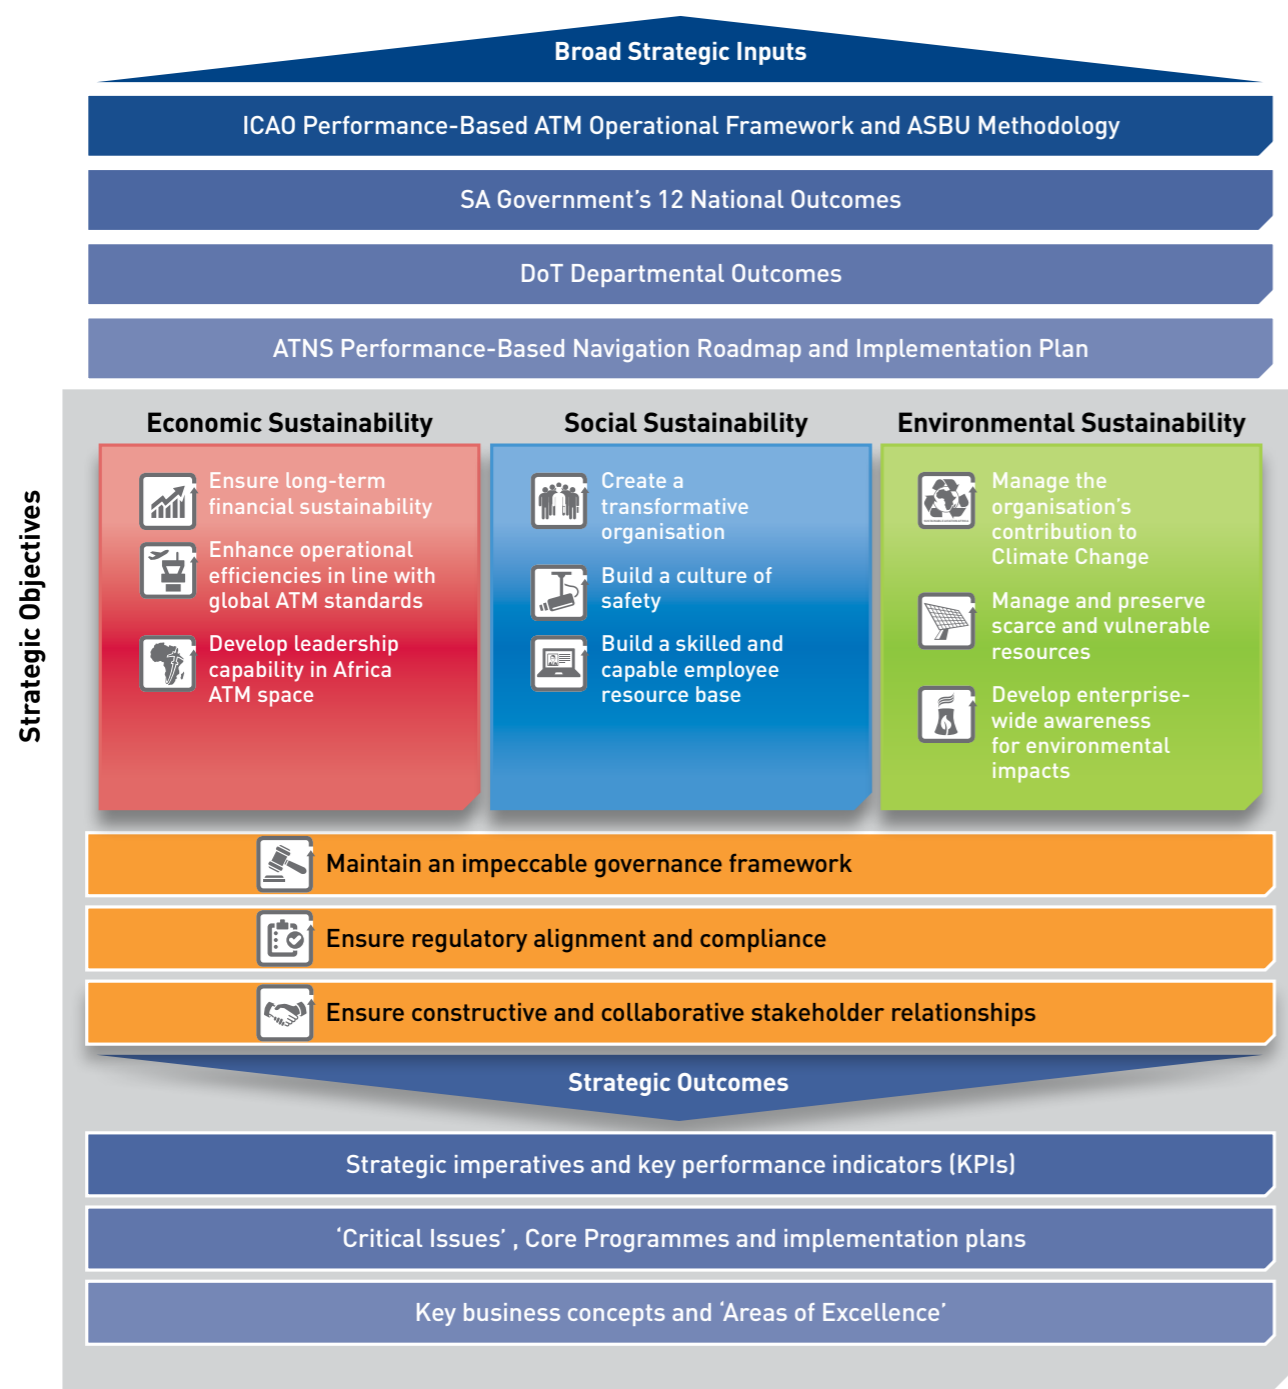 Broad Strategic Inputs
ICAO Performance-Based ATM Operational Framework and ASBU Methodology
SA Government’s 12 National Outcomes
DoT Departmental Outcomes
ATNS Performance-Based Navigation Roadmap and Implementation Plan
Strategic Objectives
Economic Sustainability
Ensure long-term
financial sustainability
Enhance operational
efficiencies in line with
global ATM standards
Develop leadership
capability in Africa
ATM space
Social Sustainability
Create a
transformative
organisation
Build a culture of
safety
Build a skilled and
capable employee
resource base
Environmental Sustainability
Manage the
organisation’s
contribution to
Climate Change
Manage and preserve
scarce and vulnerable
resources
Develop enterprise-
wide awareness
for environmental
impacts
Maintain an impeccable governance framework
Ensure regulatory alignment and compliance
Ensure constructive and collaborative stakeholder relationships
Strategic Outcomes
Strategic imperatives and key performance indicators (KPIs)
‘Critical Issues’ , Core Programmes and implementation plans
Key business concepts and ‘Areas of Excellence’